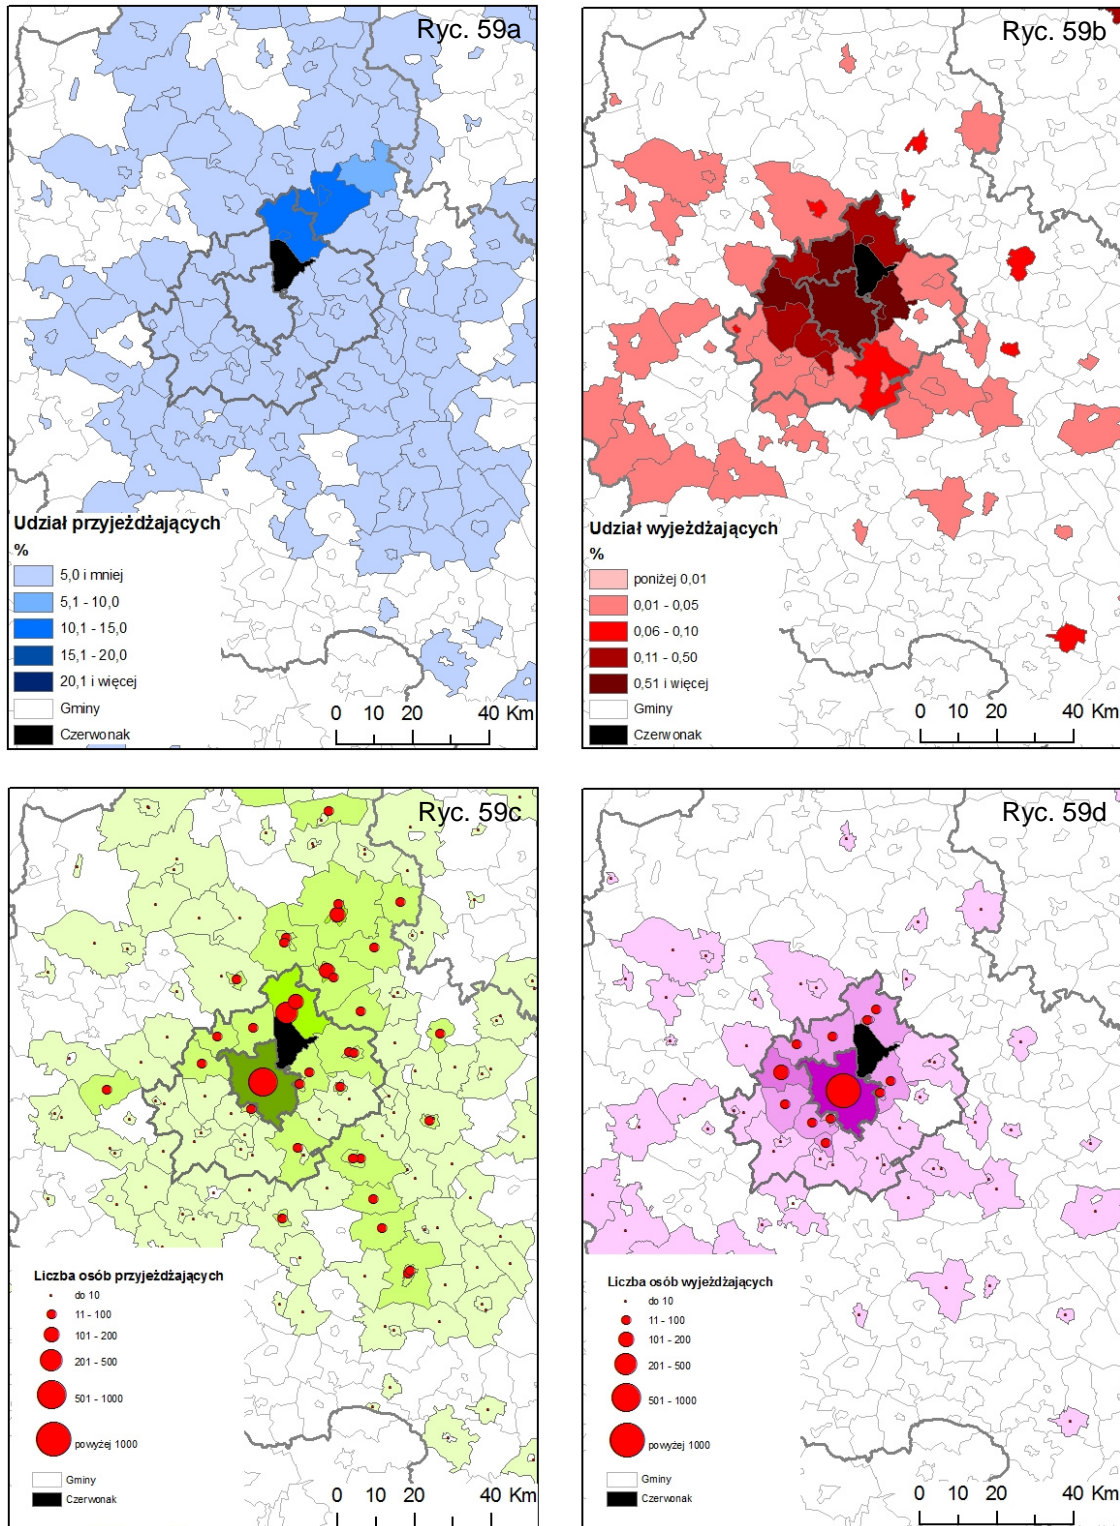 Ryc. 59a
Udział przyjeżdżających
%
5,0 i mniej
5,1 - 10,0
10,1 - 15,0
15,1 - 20,0
20,1 i więcej
Gminy
Czerwonak
0 10 20 40 Km
Ryc. 59b
Udział wyjeżdżających
%
poniżej 0,01
0,01 - 0,05
0,06 - 0,10
0,11 - 0,50
0,51 i więcej
Gminy
Czerwonak
0 10 20 40 Km
Ryc. 59c
Liczba osób przyjeżdżających
do 10
11 - 100
101 - 200
201 - 500
501 - 1000
powyżej 1000
Gminy
Czerwonak
0 10 20 40 Km
Ryc. 59d
Liczba osób wyjeżdżających
do 10
11 - 100
101 - 200
201 - 500
501 - 1000
powyżej 1000
Gminy
Czerwonak
0 10 20 40 Km